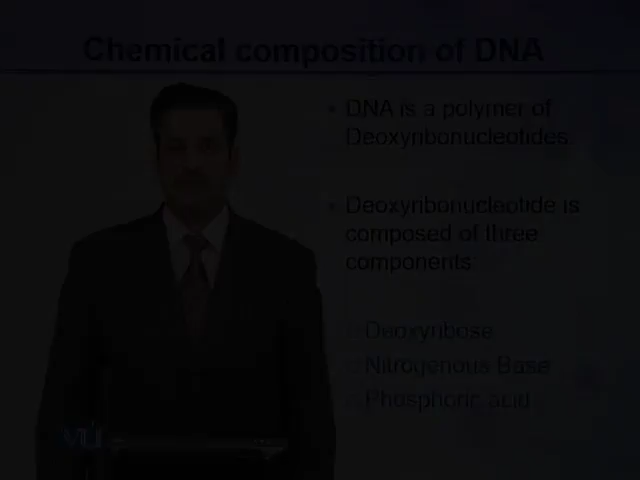 Chemical composition of DNA
DNA is a polymer of
Deoxyribonucleotides.
Deoxyribonucleotide is
composed of three
components
Deoxyribose
Nitrogenous Base
Phosphoric acid
VU